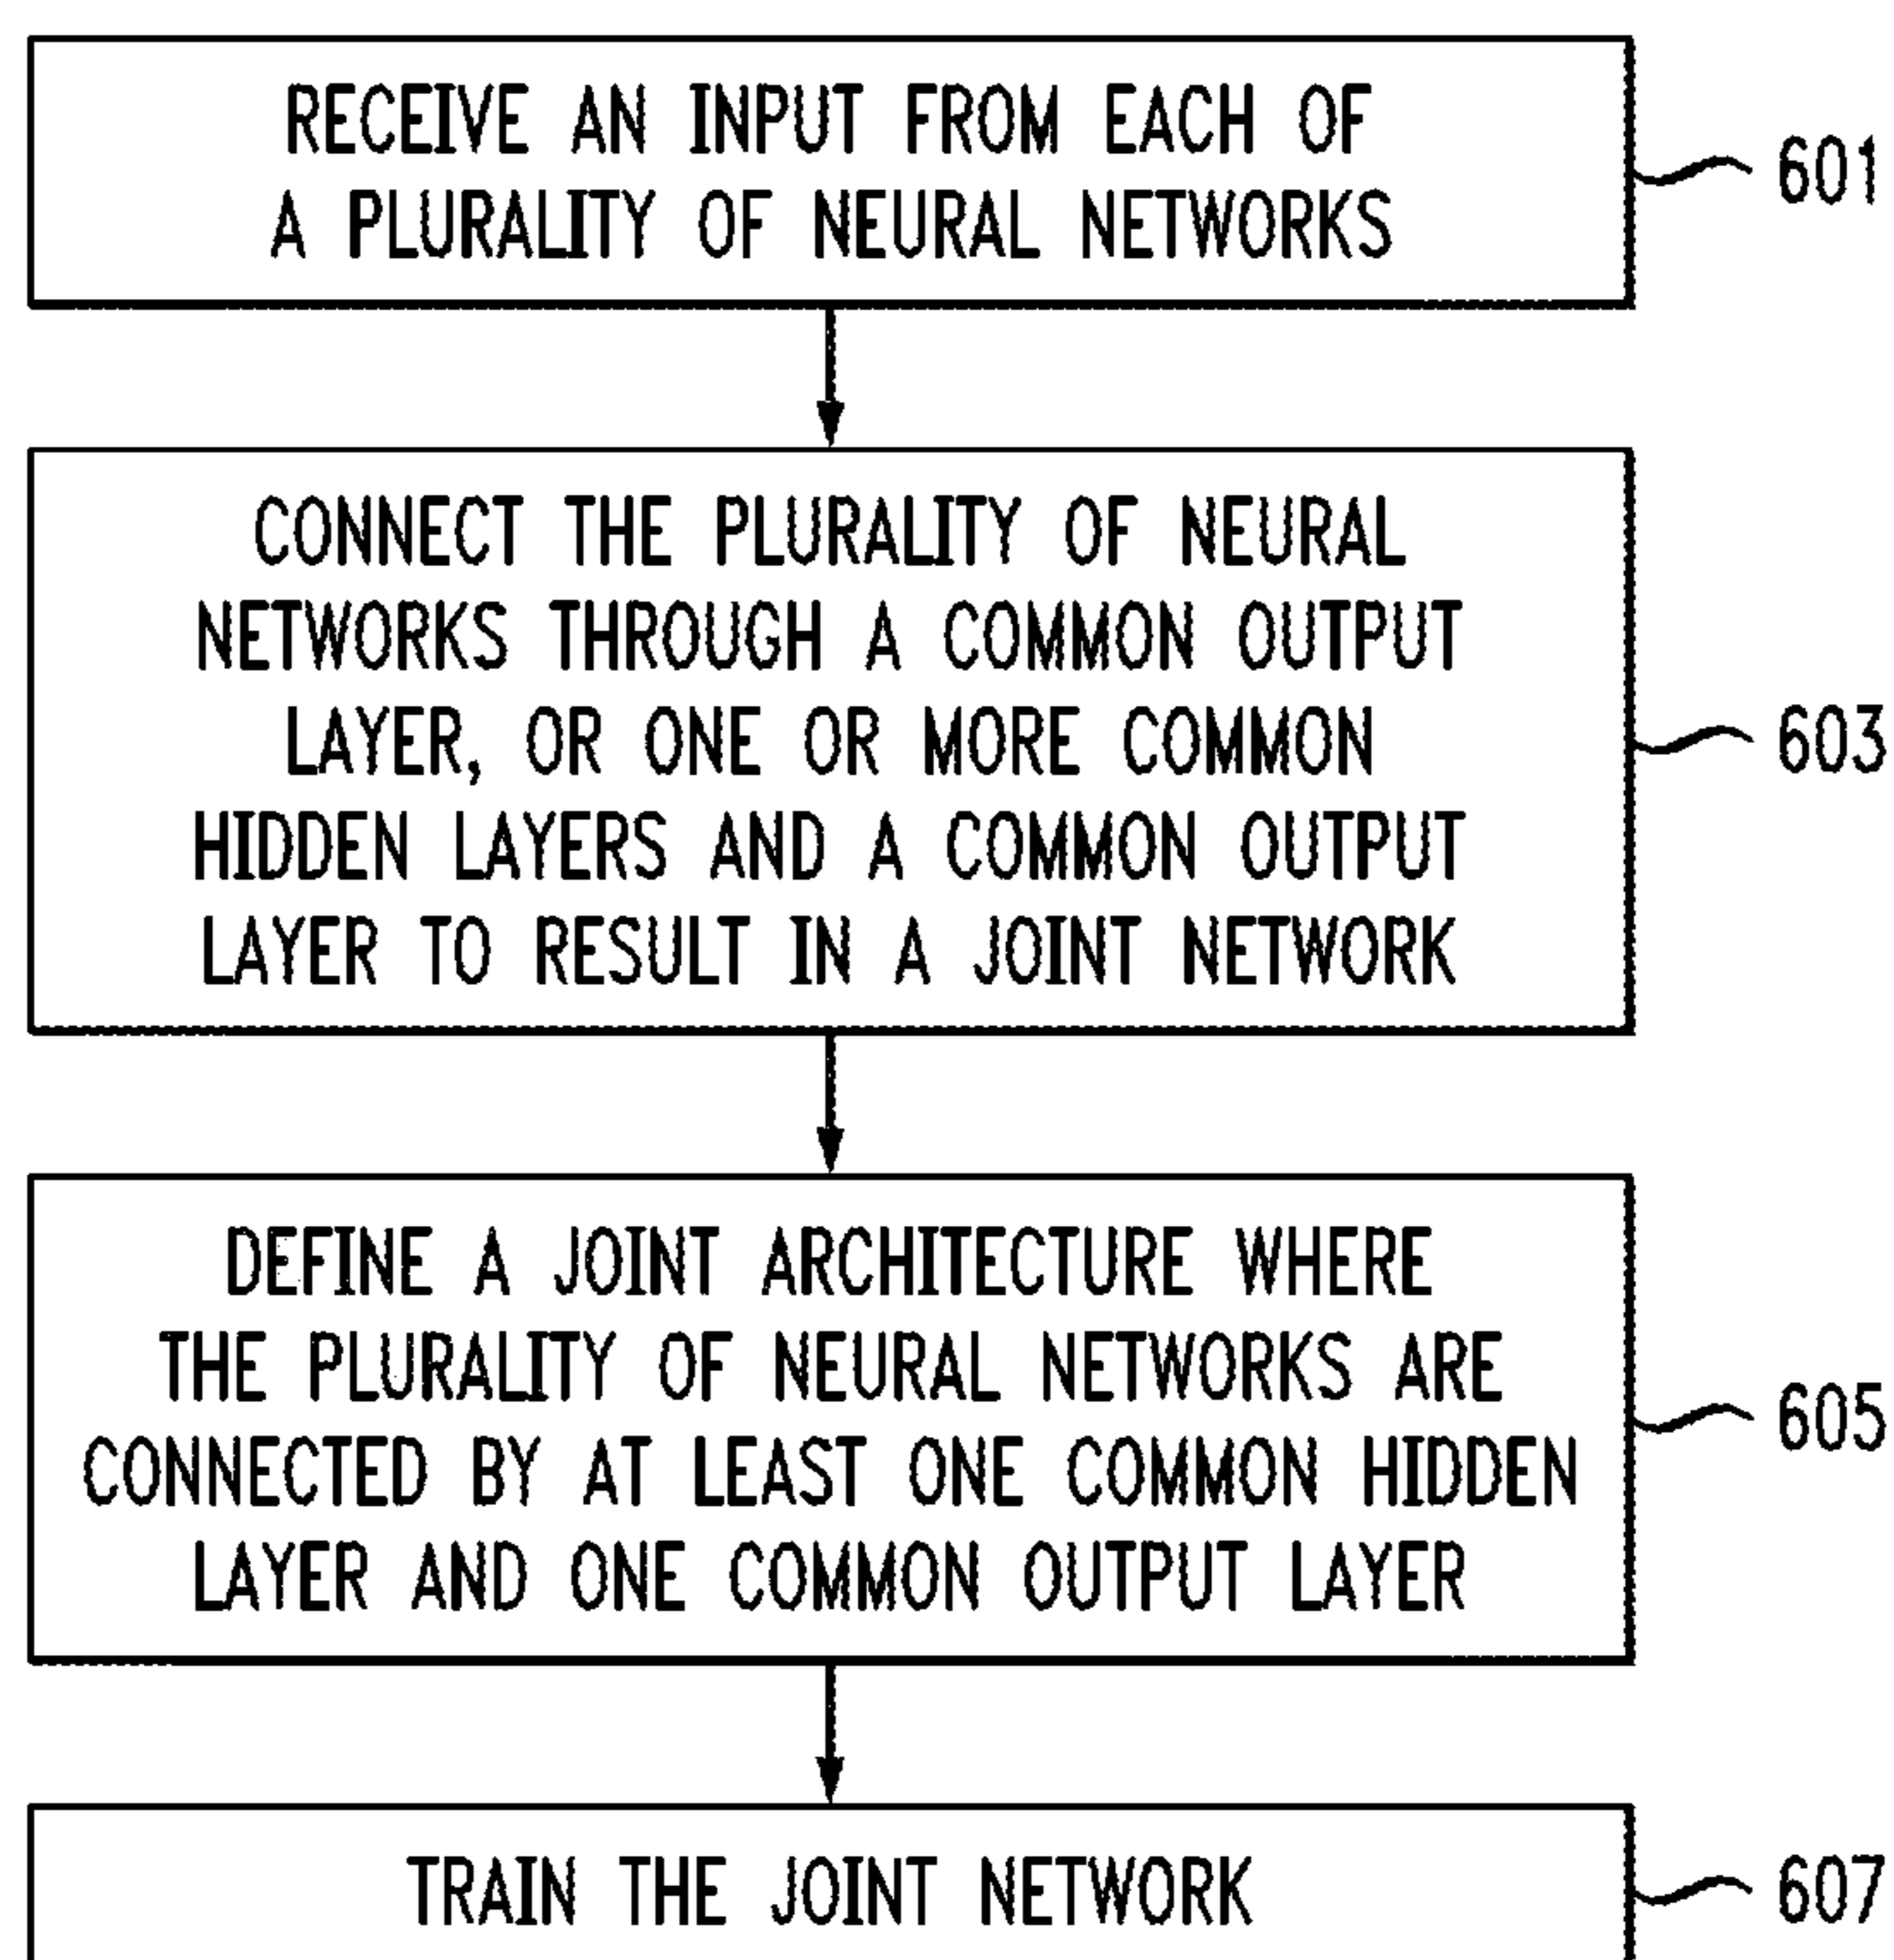 RECEIVE AN INPUT FROM EACH OF
A PLURALITY OF NEURAL NETWORKS
601
CONNECT THE PLURALITY OF NEURAL
NETWORKS THROUGH A COMMON OUTPUT
LAYER, OR ONE OR MORE COMMON
HIDDEN LAYERS AND A COMMON OUTPUT
LAYER TO RESULT IN A JOINT NETWORK
603
DEFINE A JOINT ARCHITECTURE WHERE
THE PLURALITY OF NEURAL NETWORKS ARE
CONNECTED BY AT LEAST ONE COMMON HIDDEN
LAYER AND ONE COMMON OUTPUT LAYER
605
TRAIN THE JOINT NETWORK
607